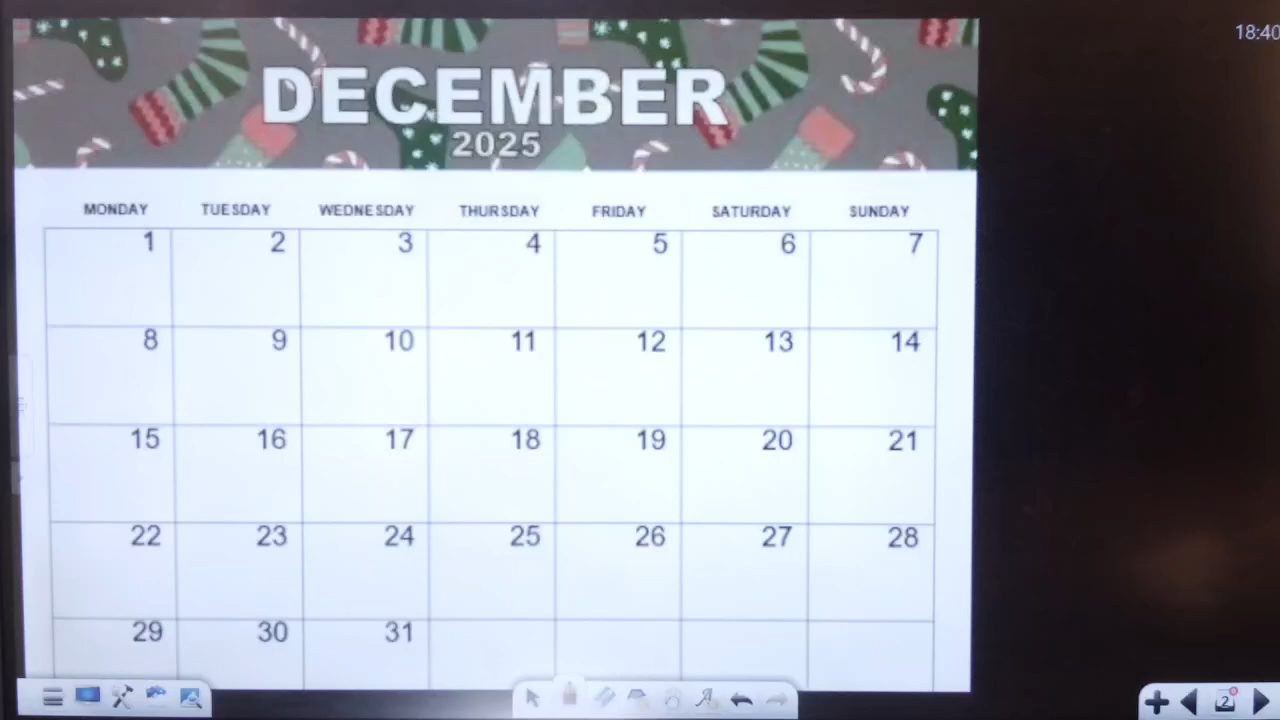 18:40
DECEMBER
2025
MONDAY TUESDAY WEDNESDAY THURSDAY FRIDAY SATURDAY SUNDAY
1 2 3 4 5 6 7
8 9 10 11 12 13 14
15 16 17 18 19 20 21
22 23 24 25 26 27 28
29 30 31
2